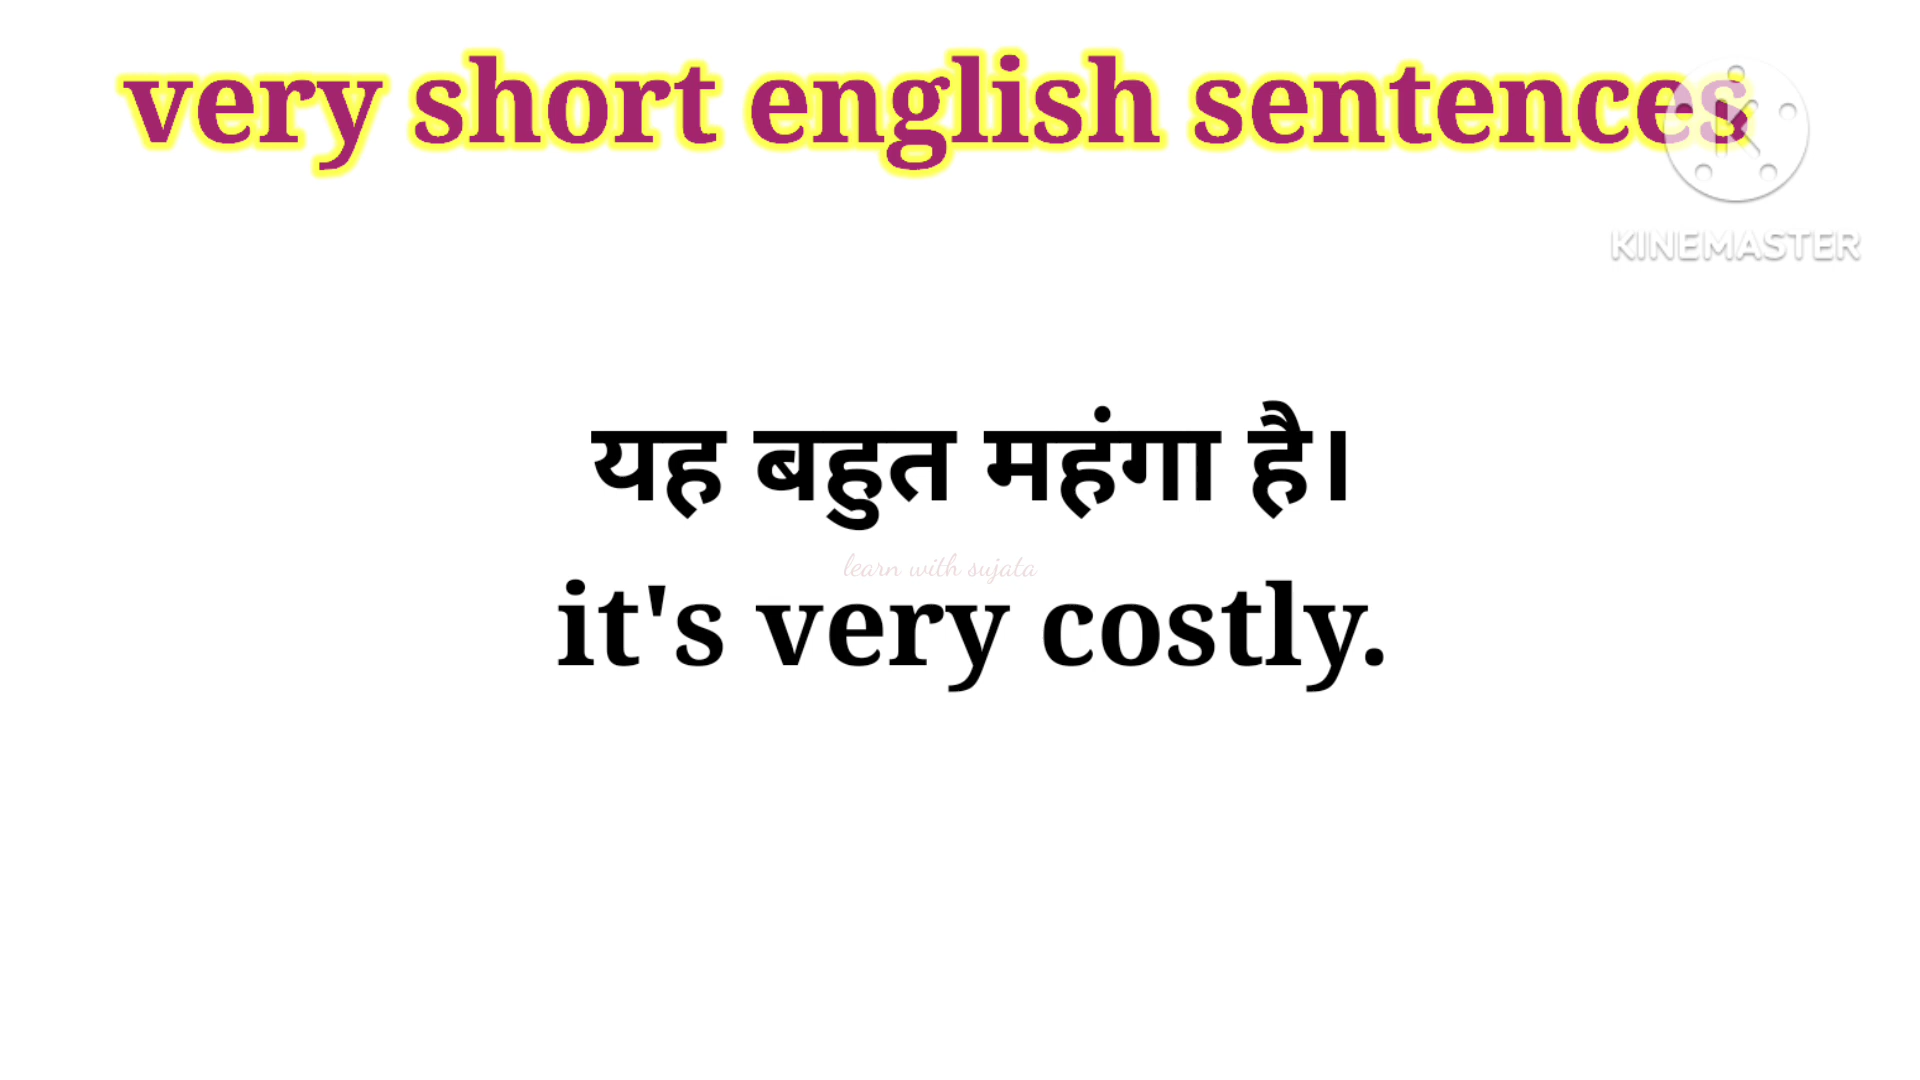 very short english sentences
KINEMASTER
यह बहुत महंगा है।
learn with sujata
it's very costly.